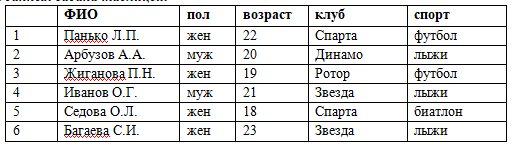 ФИО пол возраст клуб спорт
1 Панько Л.П. жен 22 Спарта футбол
2 Арбузов А.А. муж 20 Динамо лыжи
3 Жиганова П.Н. жен 19 Ротор футбол
4 Иванов О.Г. муж 21 Звезда лыжи
5 Седова О.Л. жен 18 Спарта биатлон
6 Багаева С.И. жен 23 Звезда лыжи